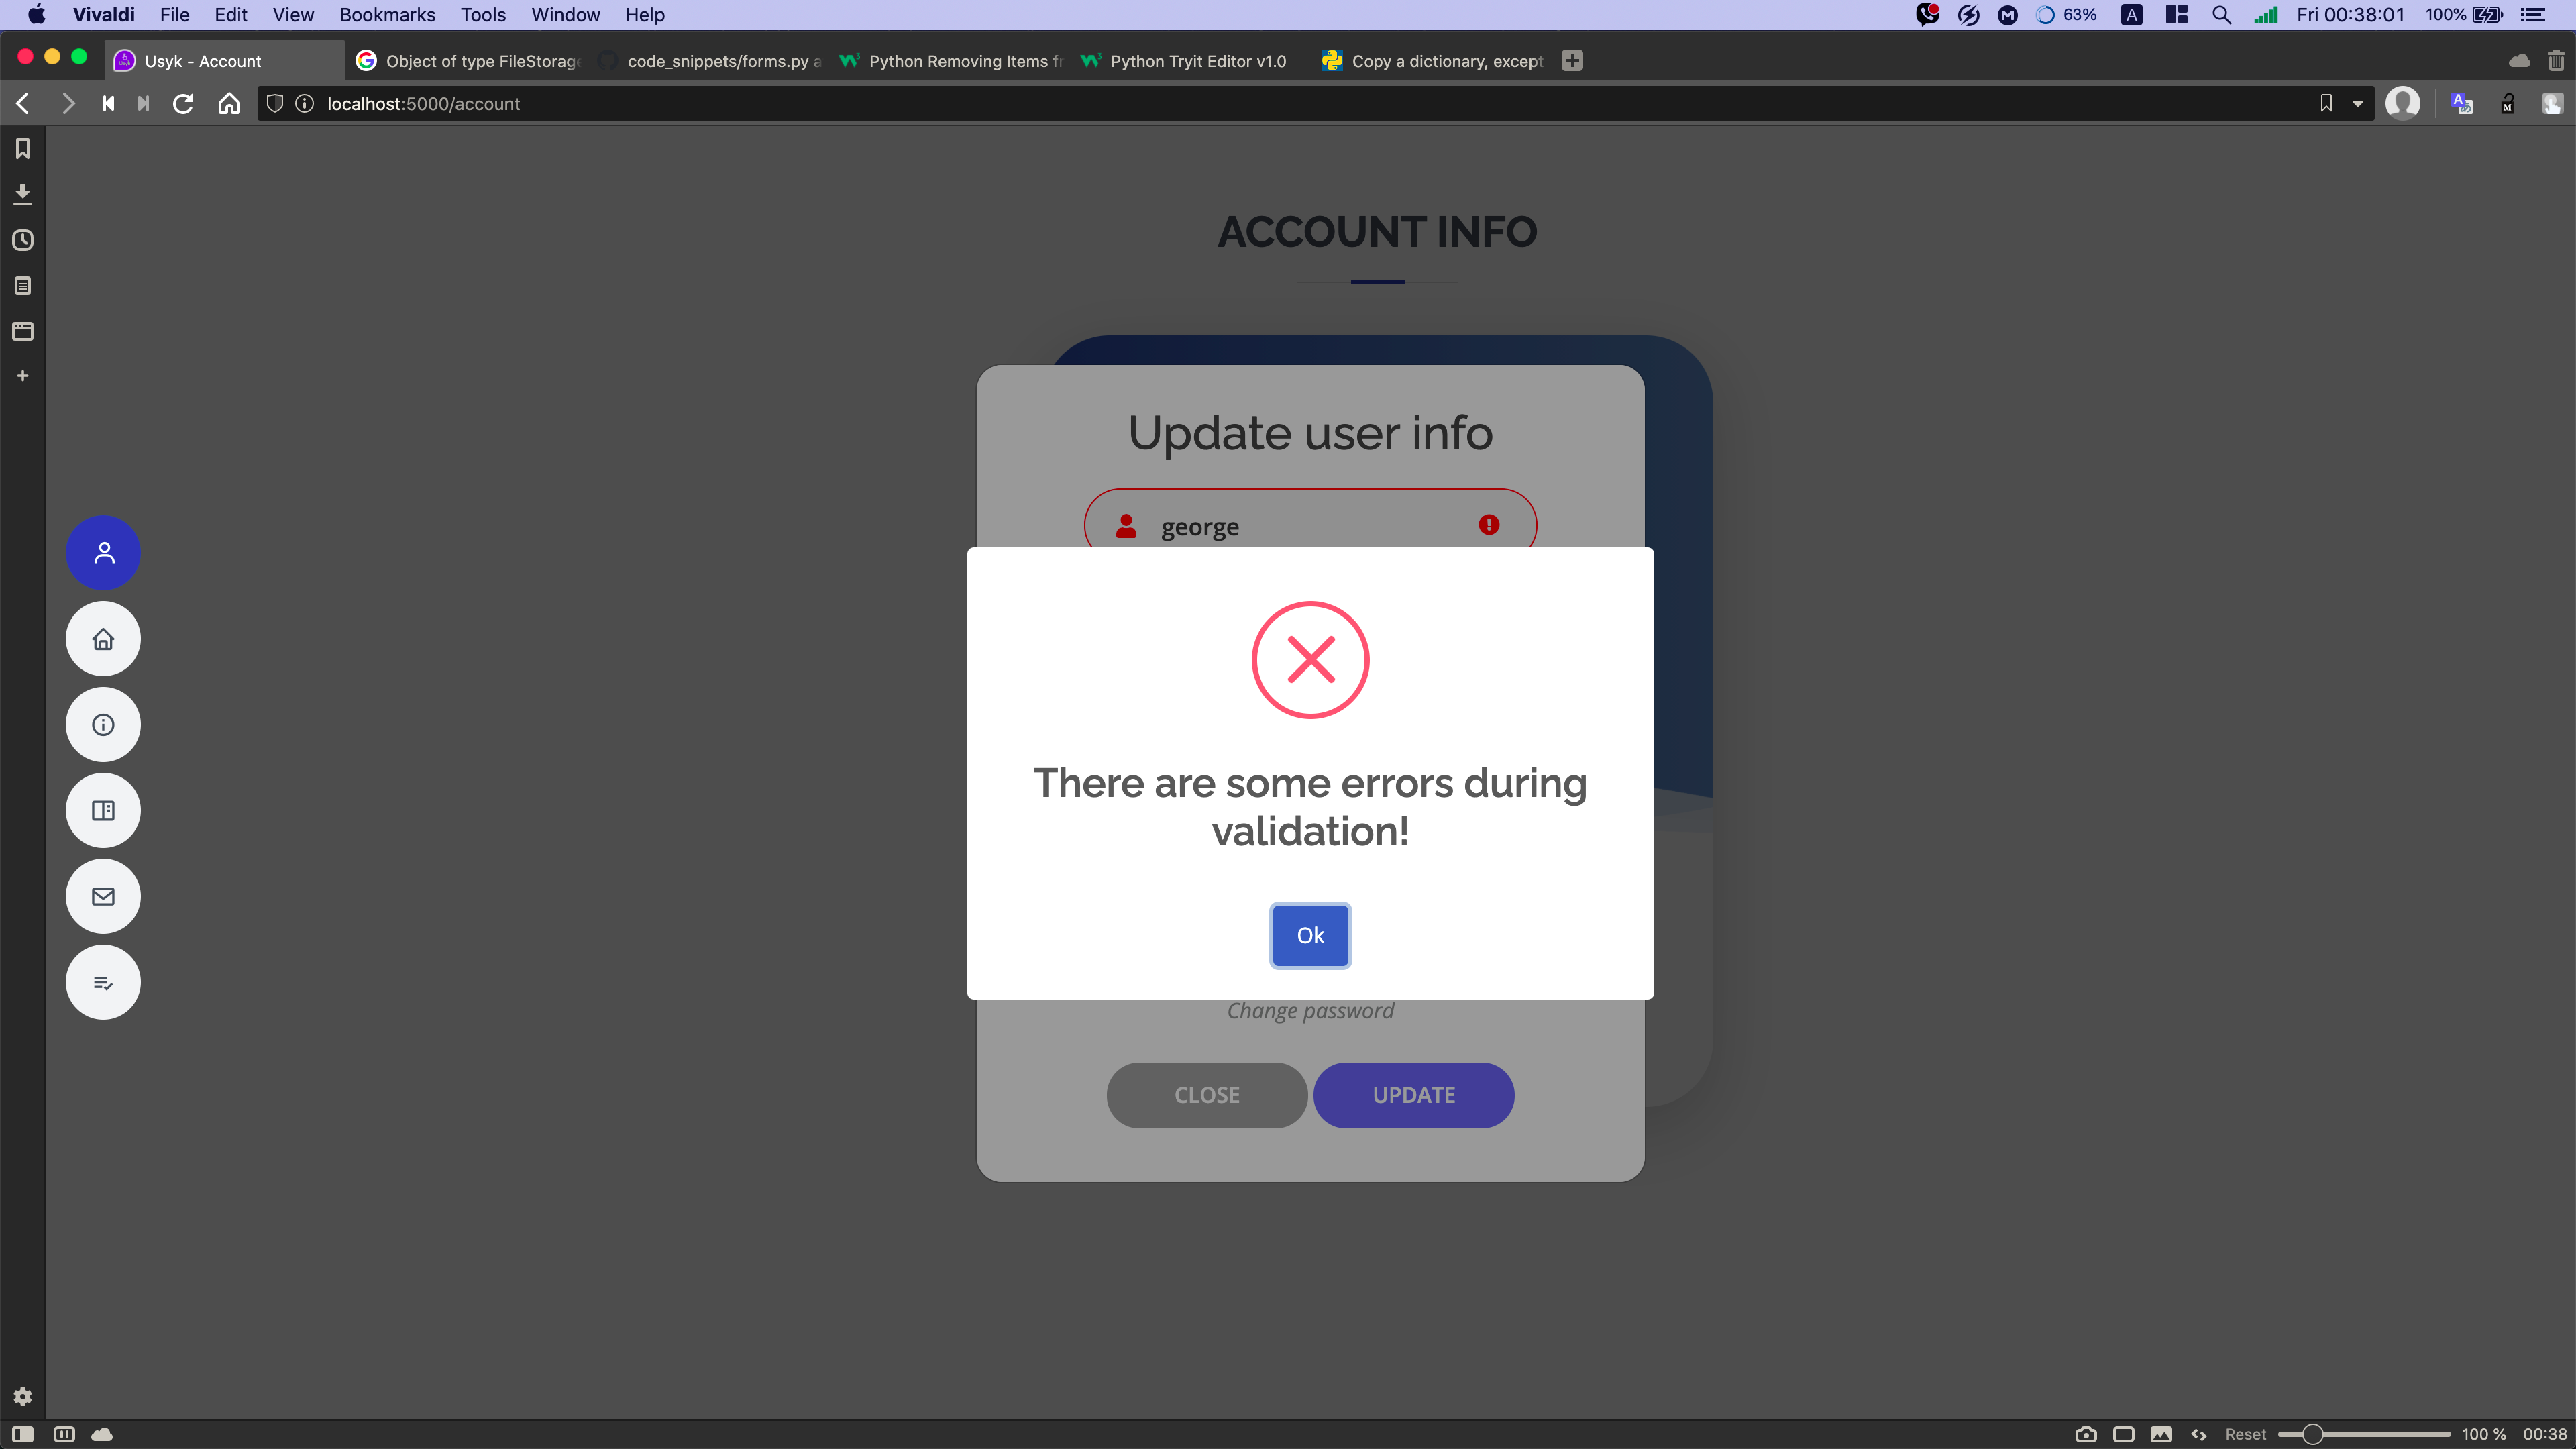 Vivaldi File Edit View Bookmarks Tools Window Help 63% A Fri 00:38:01 100%
Usyk - Account Object of type FileStorage code_snippets/forms.py a Python Removing Items fr Python Tryit Editor v1.0 Copy a dictionary, except
localhost:5000/account
ACCOUNT INFO
Update user info
george
There are some errors during
validation!
Ok
Change password
CLOSE UPDATE
Reset 100 % 00:38